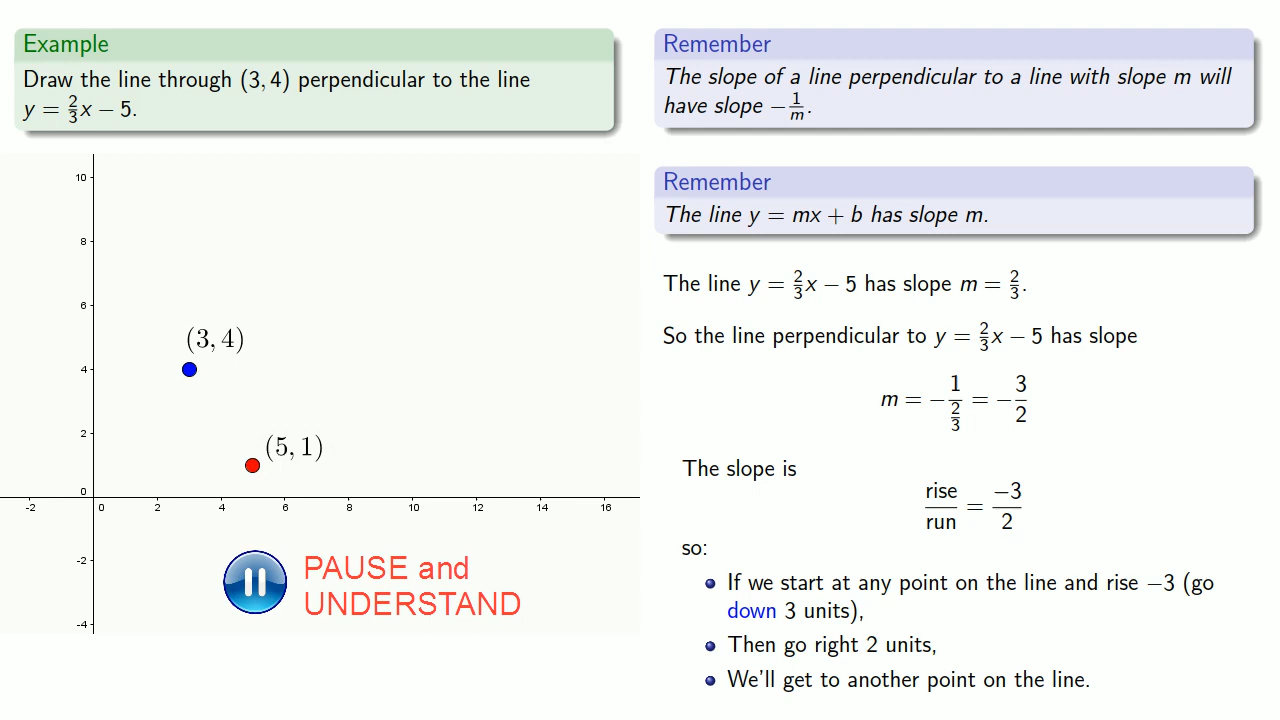 Example
Draw the line through (3, 4) perpendicular to the line
y = 2/3x − 5.
10
8
6
4
2
0
-2
-4
-2
0
2
4
6
8
10
12
14
16
(3, 4)
(5, 1)
PAUSE and
UNDERSTAND
Remember
The slope of a line perpendicular to a line with slope m will
have slope −1/m.
Remember
The line y = mx + b has slope m.
The line y = 2/3x − 5 has slope m = 2/3.
So the line perpendicular to y = 2/3x − 5 has slope
m = −1/(2/3) = −3/2
The slope is
rise/run = −3/2
so:
If we start at any point on the line and rise −3 (go
down 3 units),
Then go right 2 units,
We'll get to another point on the line.